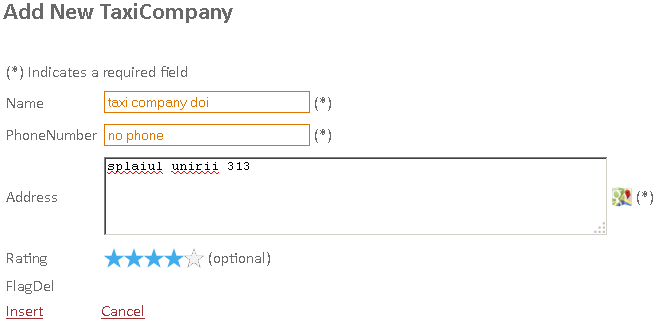 Add New TaxiCompany
(*) Indicates a required field
Name taxi company doi (*)
PhoneNumber no phone (*)
splaiul unirii 313
Address (*)
Rating (optional)
FlagDel
Insert Cancel